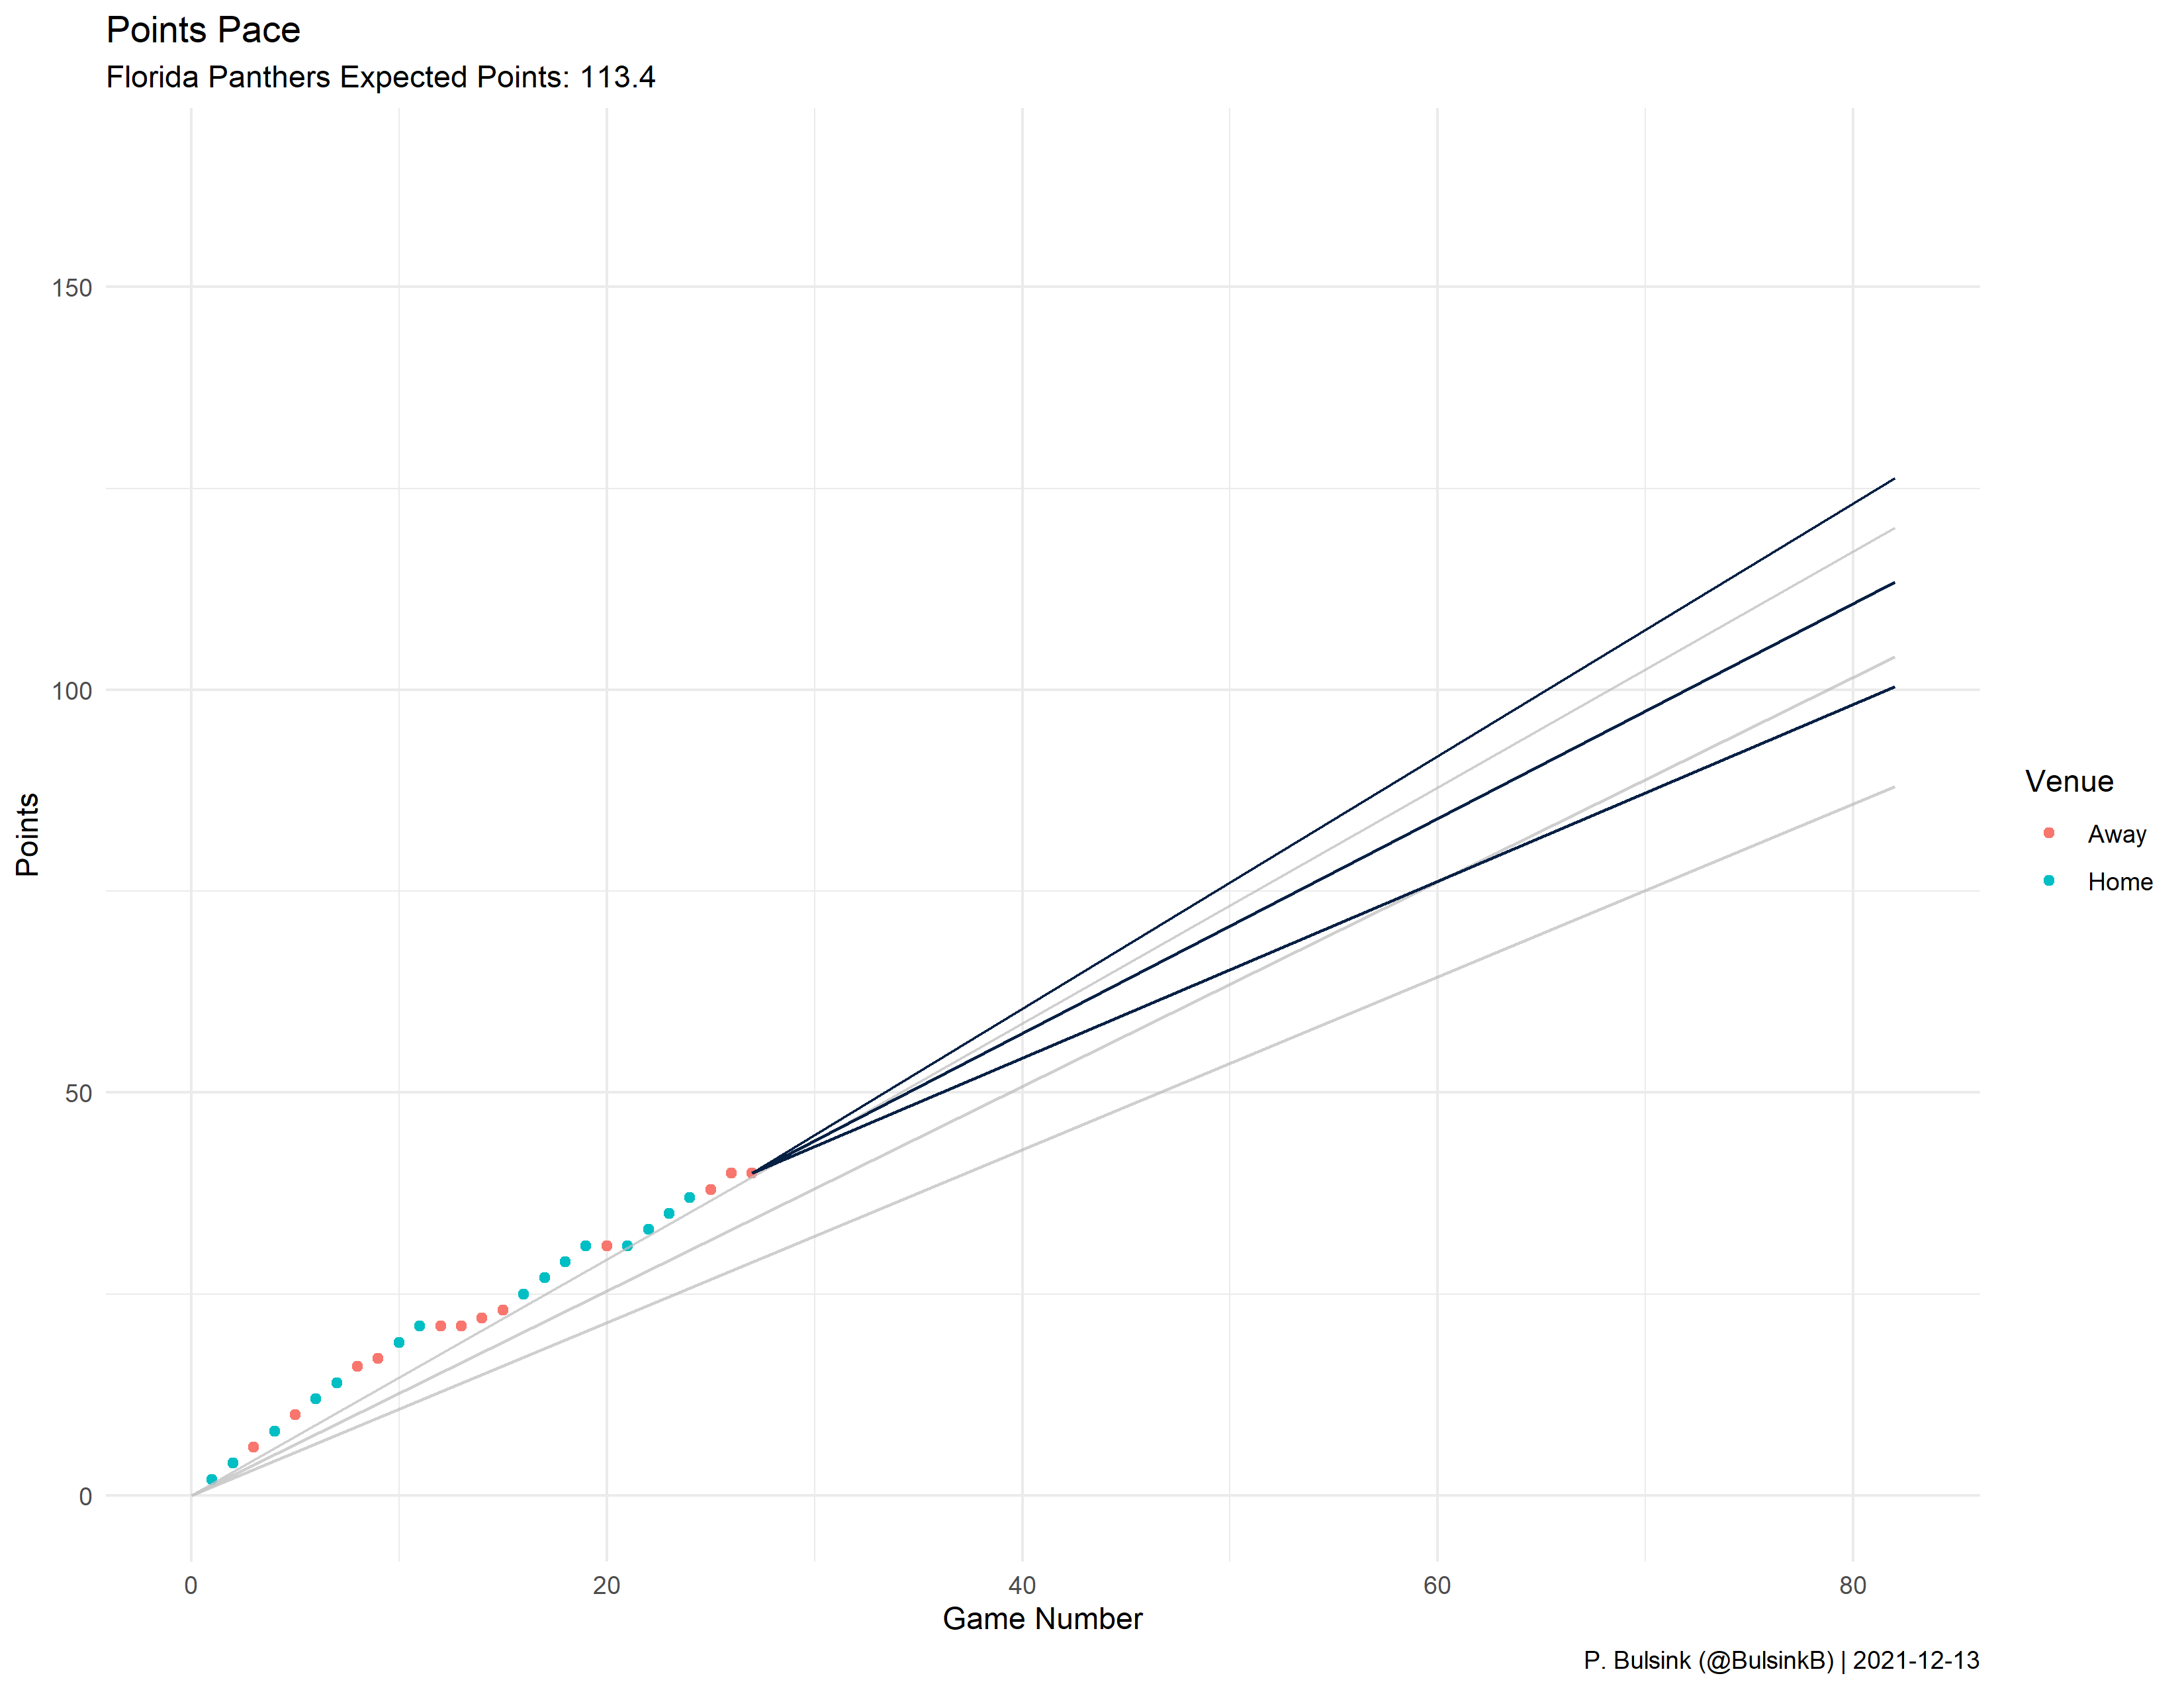 Points Pace
Florida Panthers Expected Points: 113.4
150
100
50
0
Points
0 20 40 60 80
Game Number
Venue
Away
Home
P. Bulsink (@BulsinkB) | 2021-12-13